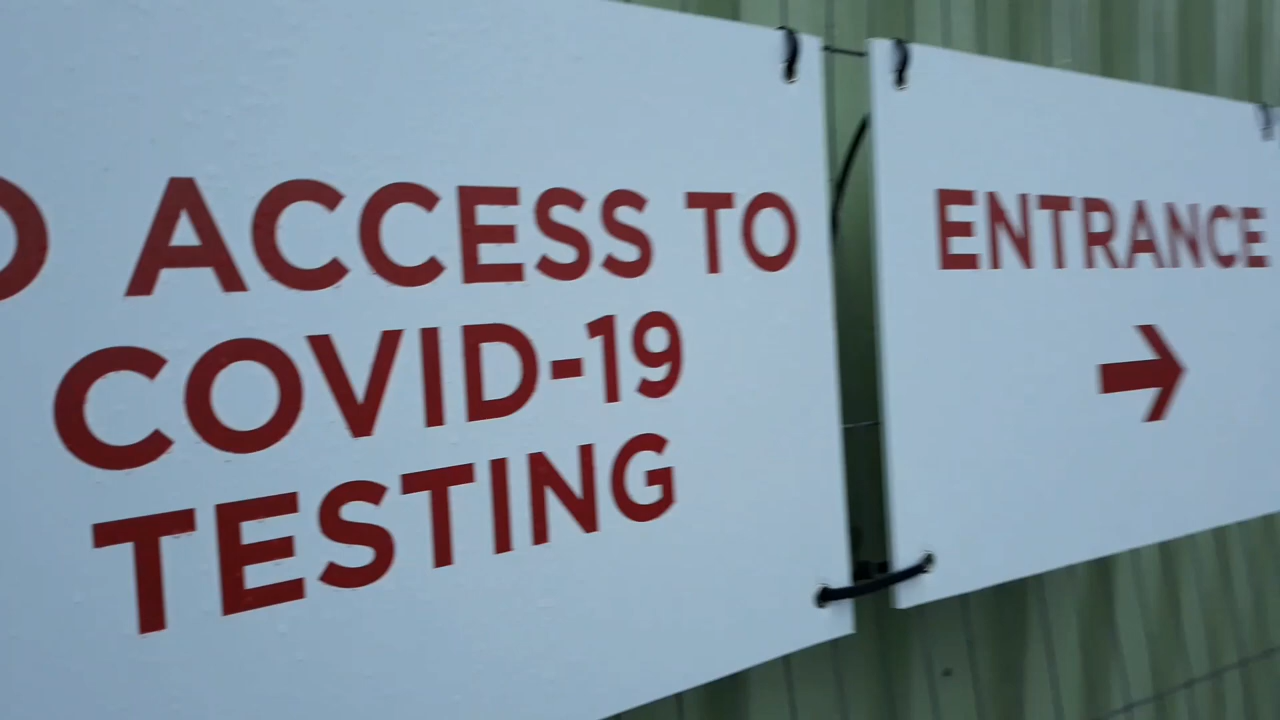 ACCESS TO
COVID-19
TESTING
ENTRANCE
→